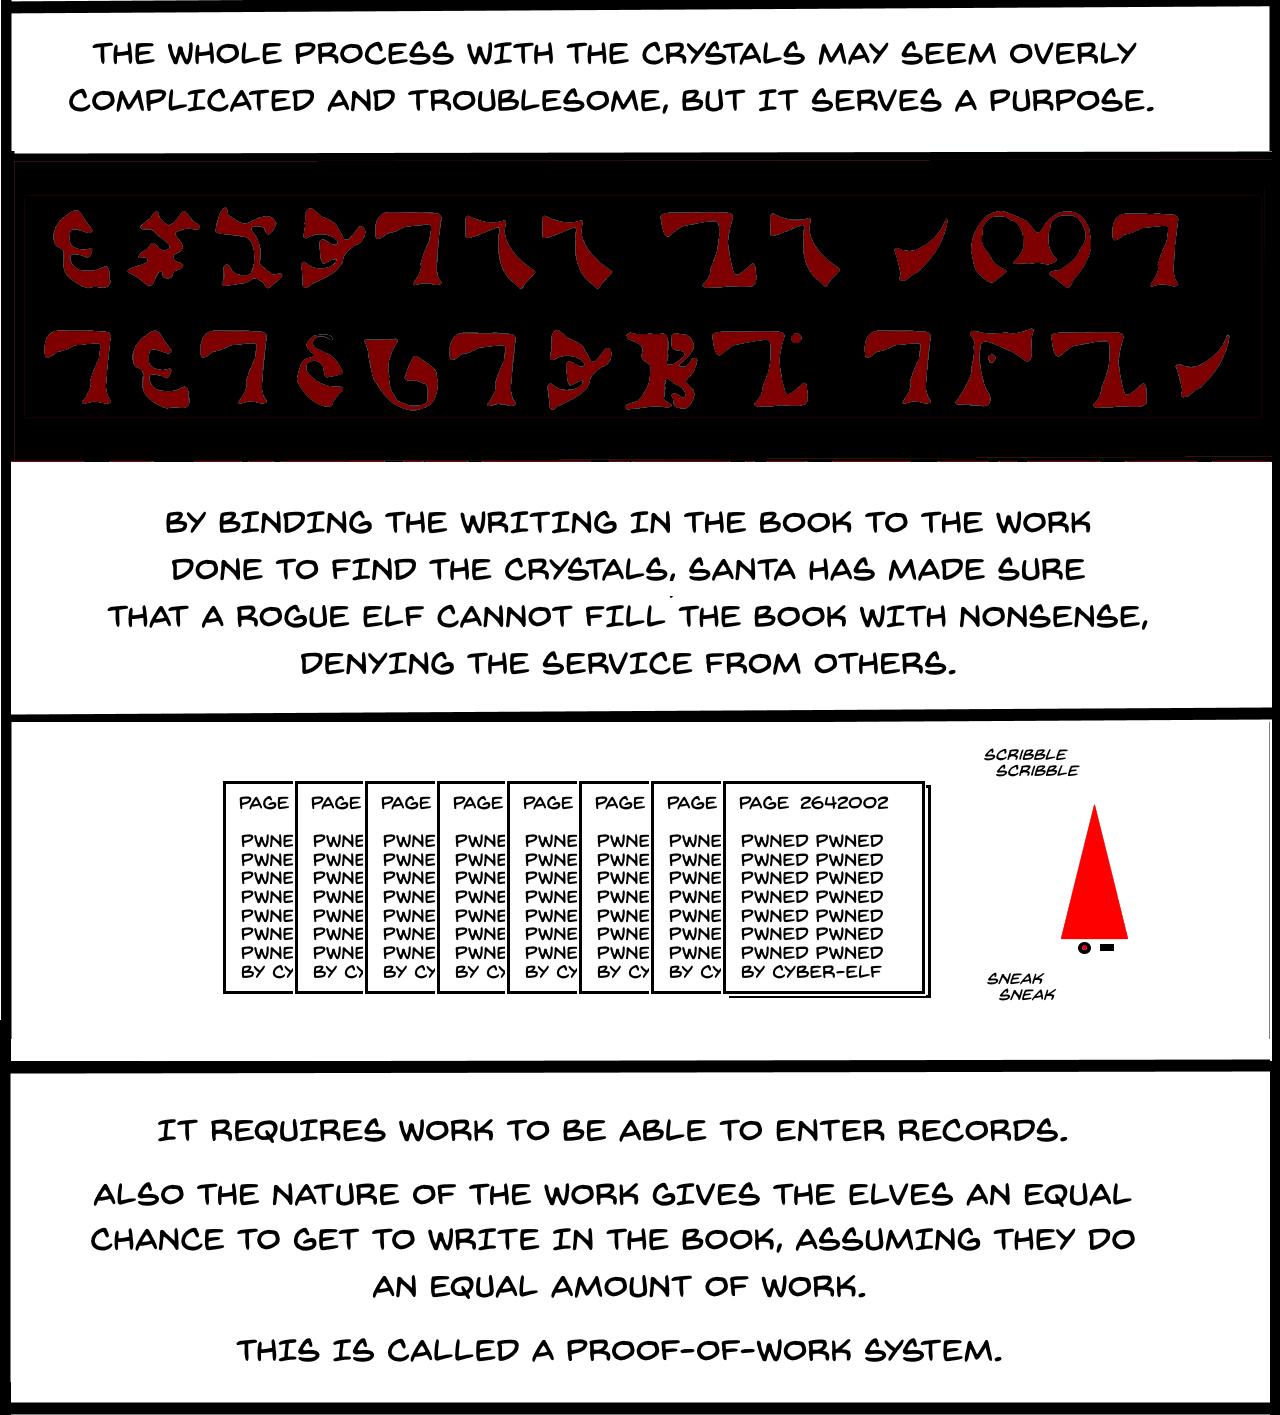 THE WHOLE PROCESS WITH THE CRYSTALS MAY SEEM OVERLY
COMPLICATED AND TROUBLESOME, BUT IT SERVES A PURPOSE.
BY BINDING THE WRITING IN THE BOOK TO THE WORK
DONE TO FIND THE CRYSTALS, SANTA HAS MADE SURE
THAT A ROGUE ELF CANNOT FILL THE BOOK WITH NONSENSE,
DENYING THE SERVICE FROM OTHERS.
SCRIBBLE
SCRIBBLE
PAGE PAGE PAGE PAGE PAGE PAGE PAGE PAGE 2642002
PWNE PWNE PWNE PWNE PWNE PWNE PWNE PWNED PWNED
PWNE PWNE PWNE PWNE PWNE PWNE PWNE PWNED PWNED
PWNE PWNE PWNE PWNE PWNE PWNE PWNE PWNED PWNED
PWNE PWNE PWNE PWNE PWNE PWNE PWNE PWNED PWNED
PWNE PWNE PWNE PWNE PWNE PWNE PWNE PWNED PWNED
PWNE PWNE PWNE PWNE PWNE PWNE PWNE PWNED PWNED
PWNE PWNE PWNE PWNE PWNE PWNE PWNE PWNED PWNED
BY CY BY CY BY CY BY CY BY CY BY CY BY CY BY CYBER-ELF
SNEAK
SNEAK
IT REQUIRES WORK TO BE ABLE TO ENTER RECORDS.
ALSO THE NATURE OF THE WORK GIVES THE ELVES AN EQUAL
CHANCE TO GET TO WRITE IN THE BOOK, ASSUMING THEY DO
AN EQUAL AMOUNT OF WORK.
THIS IS CALLED A PROOF-OF-WORK SYSTEM.